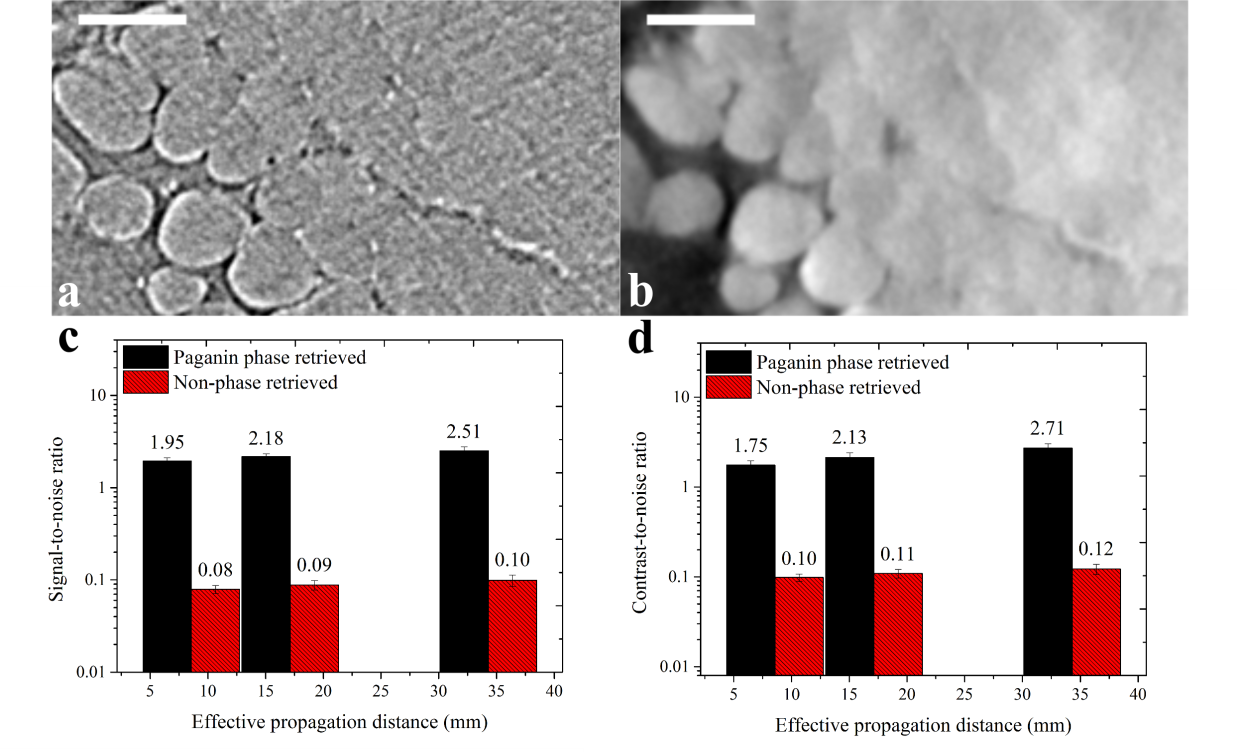 a
b
c
Paganin phase retrieved
Non-phase retrieved
Signal-to-noise ratio
10
1
0.1
0.01
1.95
0.08
2.18
0.09
2.51
0.10
5 10 15 20 25 30 35 40
Effective propagation distance (mm)
d
Paganin phase retrieved
Non-phase retrieved
Contrast-to-noise ratio
10
1
0.1
0.01
1.75
0.10
2.13
0.11
2.71
0.12
5 10 15 20 25 30 35 40
Effective propagation distance (mm)